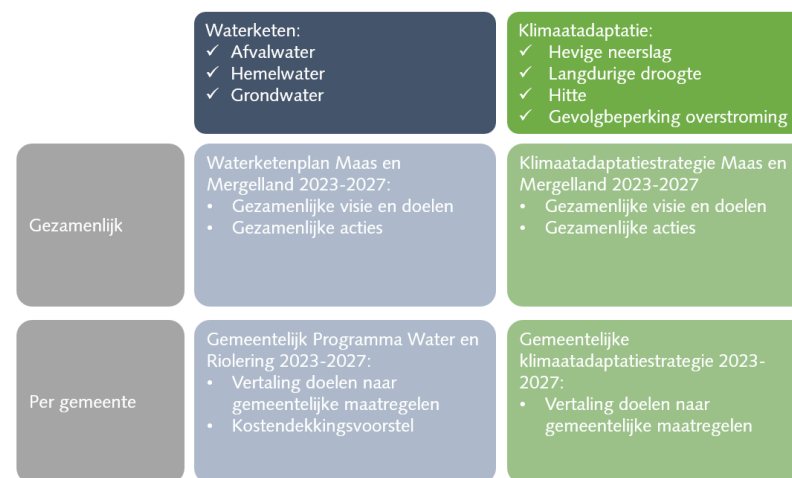 Waterketen:
✓ Afvalwater
✓ Hemelwater
✓ Grondwater
Klimaatadaptatie:
✓ Hevige neerslag
✓ Langdurige droogte
✓ Hitte
✓ Gevolgbeperking overstroming
Gezamenlijk
Waterketenplan Maas en
Mergelland 2023-2027:
• Gezamenlijke visie en doelen
• Gezamenlijke acties
Klimaatadaptatiestrategie Maas en
Mergelland 2023-2027
• Gezamenlijke visie en doelen
• Gezamenlijke acties
Per gemeente
Gemeentelijk Programma Water en
Riolering 2023-2027:
• Vertaling doelen naar
gemeentelijke maatregelen
• Kostendekkingsvoorstel
Gemeentelijke
klimaatadaptatiestrategie 2023-
2027:
• Vertaling doelen naar
gemeentelijke maatregelen